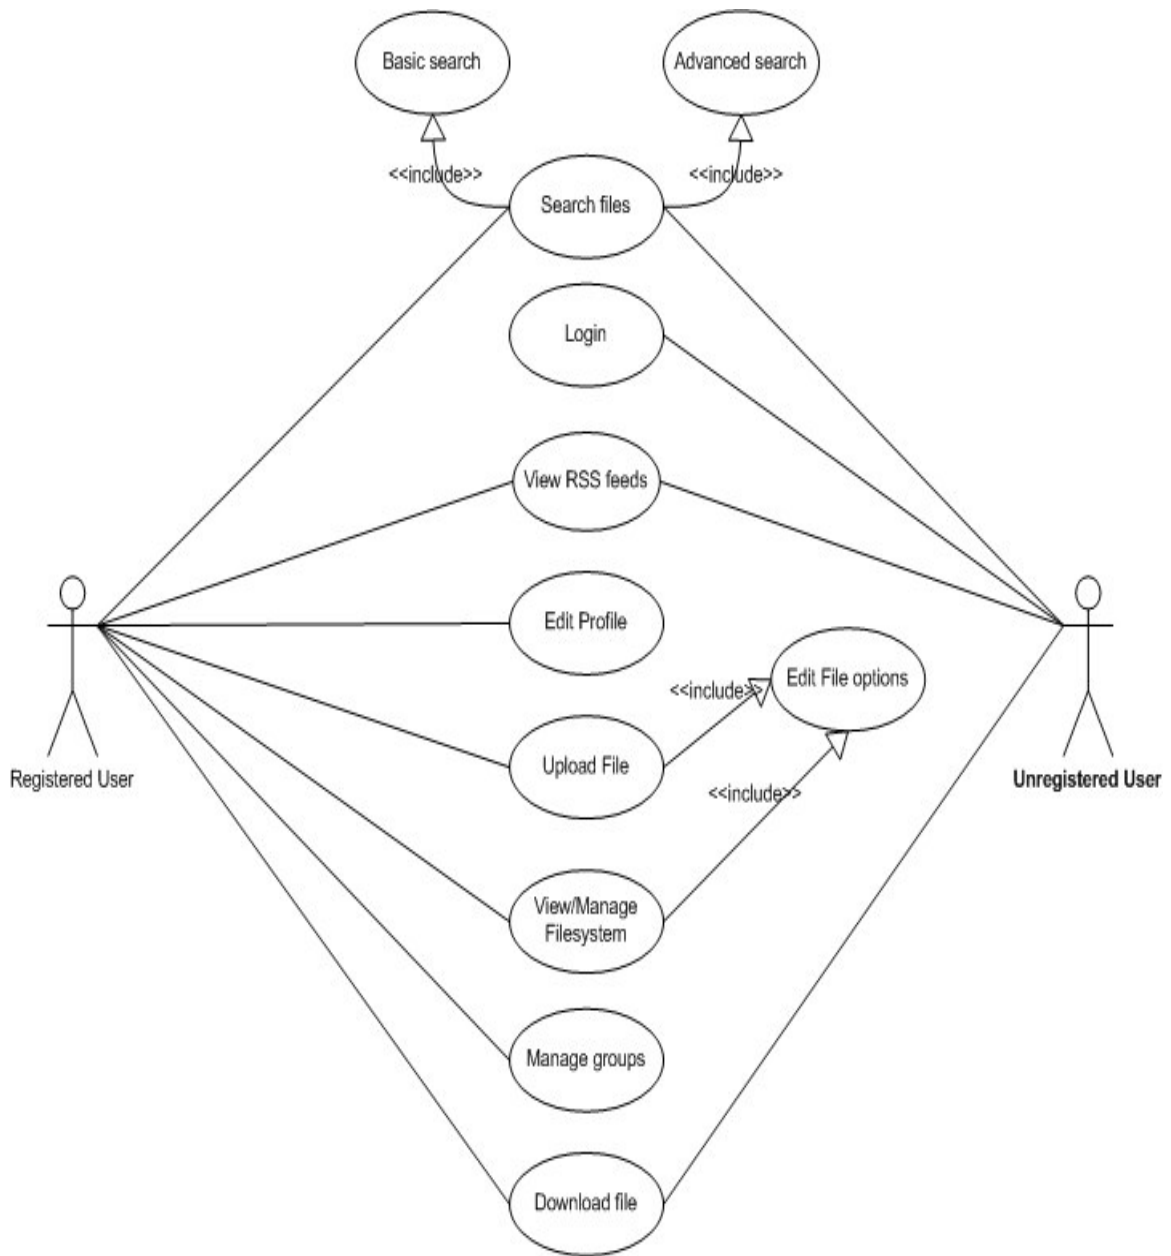 Basic search
Advanced search
<<include>>
<<include>>
Search files
Login
View RSS feeds
Edit Profile
<<include>>
Edit File options
Upload File
Registered User
Unregistered User
<<include>>
View/Manage
Filesystem
Manage groups
Download file